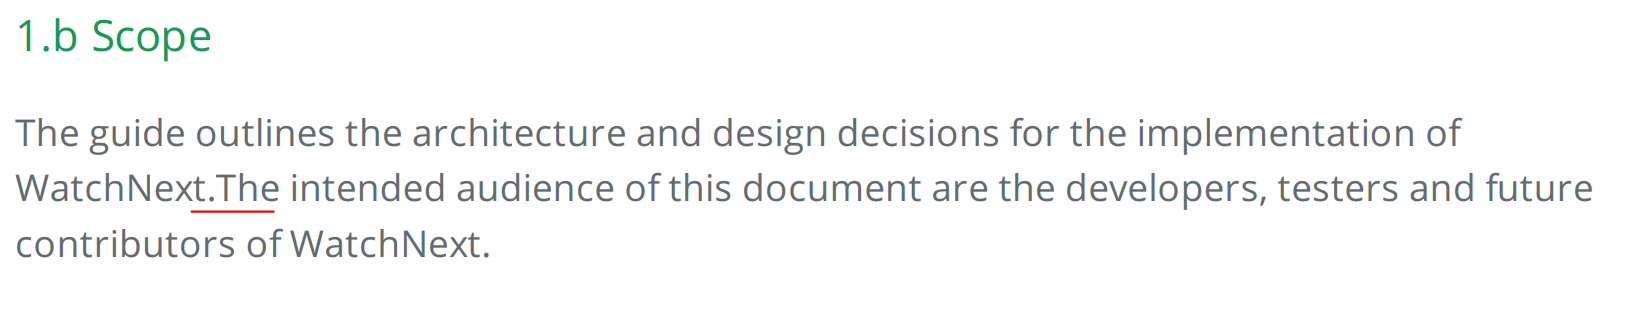 1.b Scope
The guide outlines the architecture and design decisions for the implementation of
WatchNext.The intended audience of this document are the developers, testers and future
contributors of WatchNext.